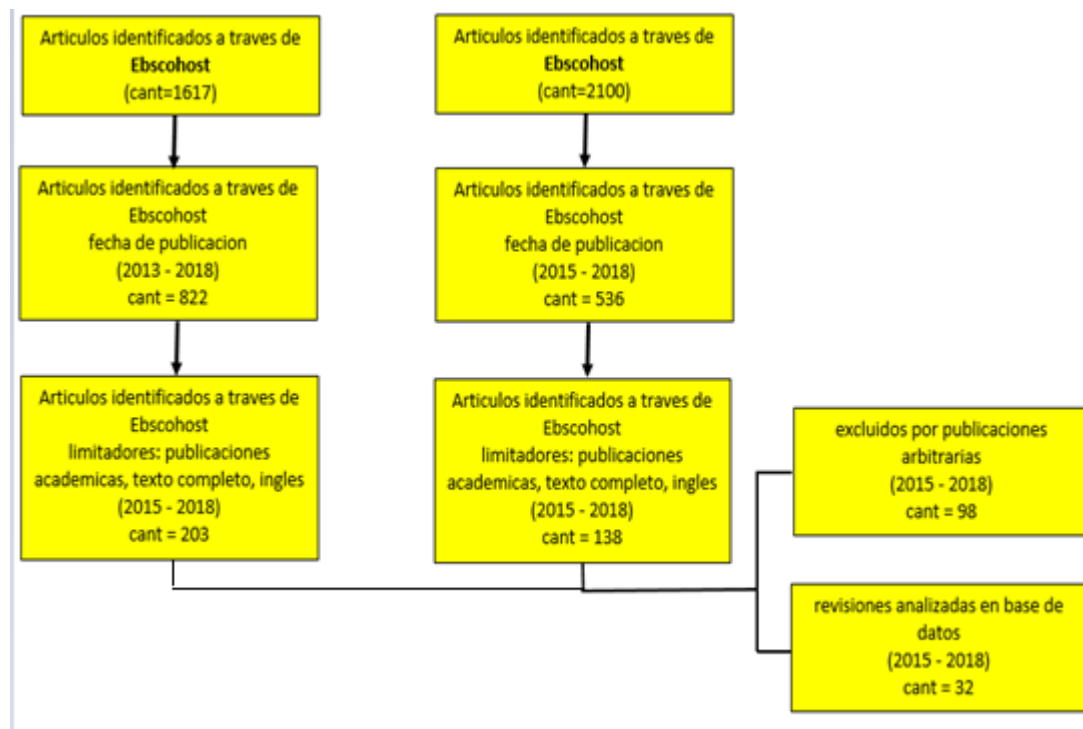 Articulos identificados a traves de
Ebscohost
(cant=1617)
Articulos identificados a traves de
Ebscohost
fecha de publicacion
(2013 - 2018)
cant = 822
Articulos identificados a traves de
Ebscohost
limitadores: publicaciones
academicas, texto completo, ingles
(2015 - 2018)
cant = 203
Articulos identificados a traves de
Ebscohost
(cant=2100)
Articulos identificados a traves de
Ebscohost
fecha de publicacion
(2015 - 2018)
cant = 536
Articulos identificados a traves de
Ebscohost
limitadores: publicaciones
academicas, texto completo, ingles
(2015 - 2018)
cant = 138
excluidos por publicaciones
arbitrarias
(2015 - 2018)
cant = 98
revisiones analizadas en base de
datos
(2015 - 2018)
cant = 32